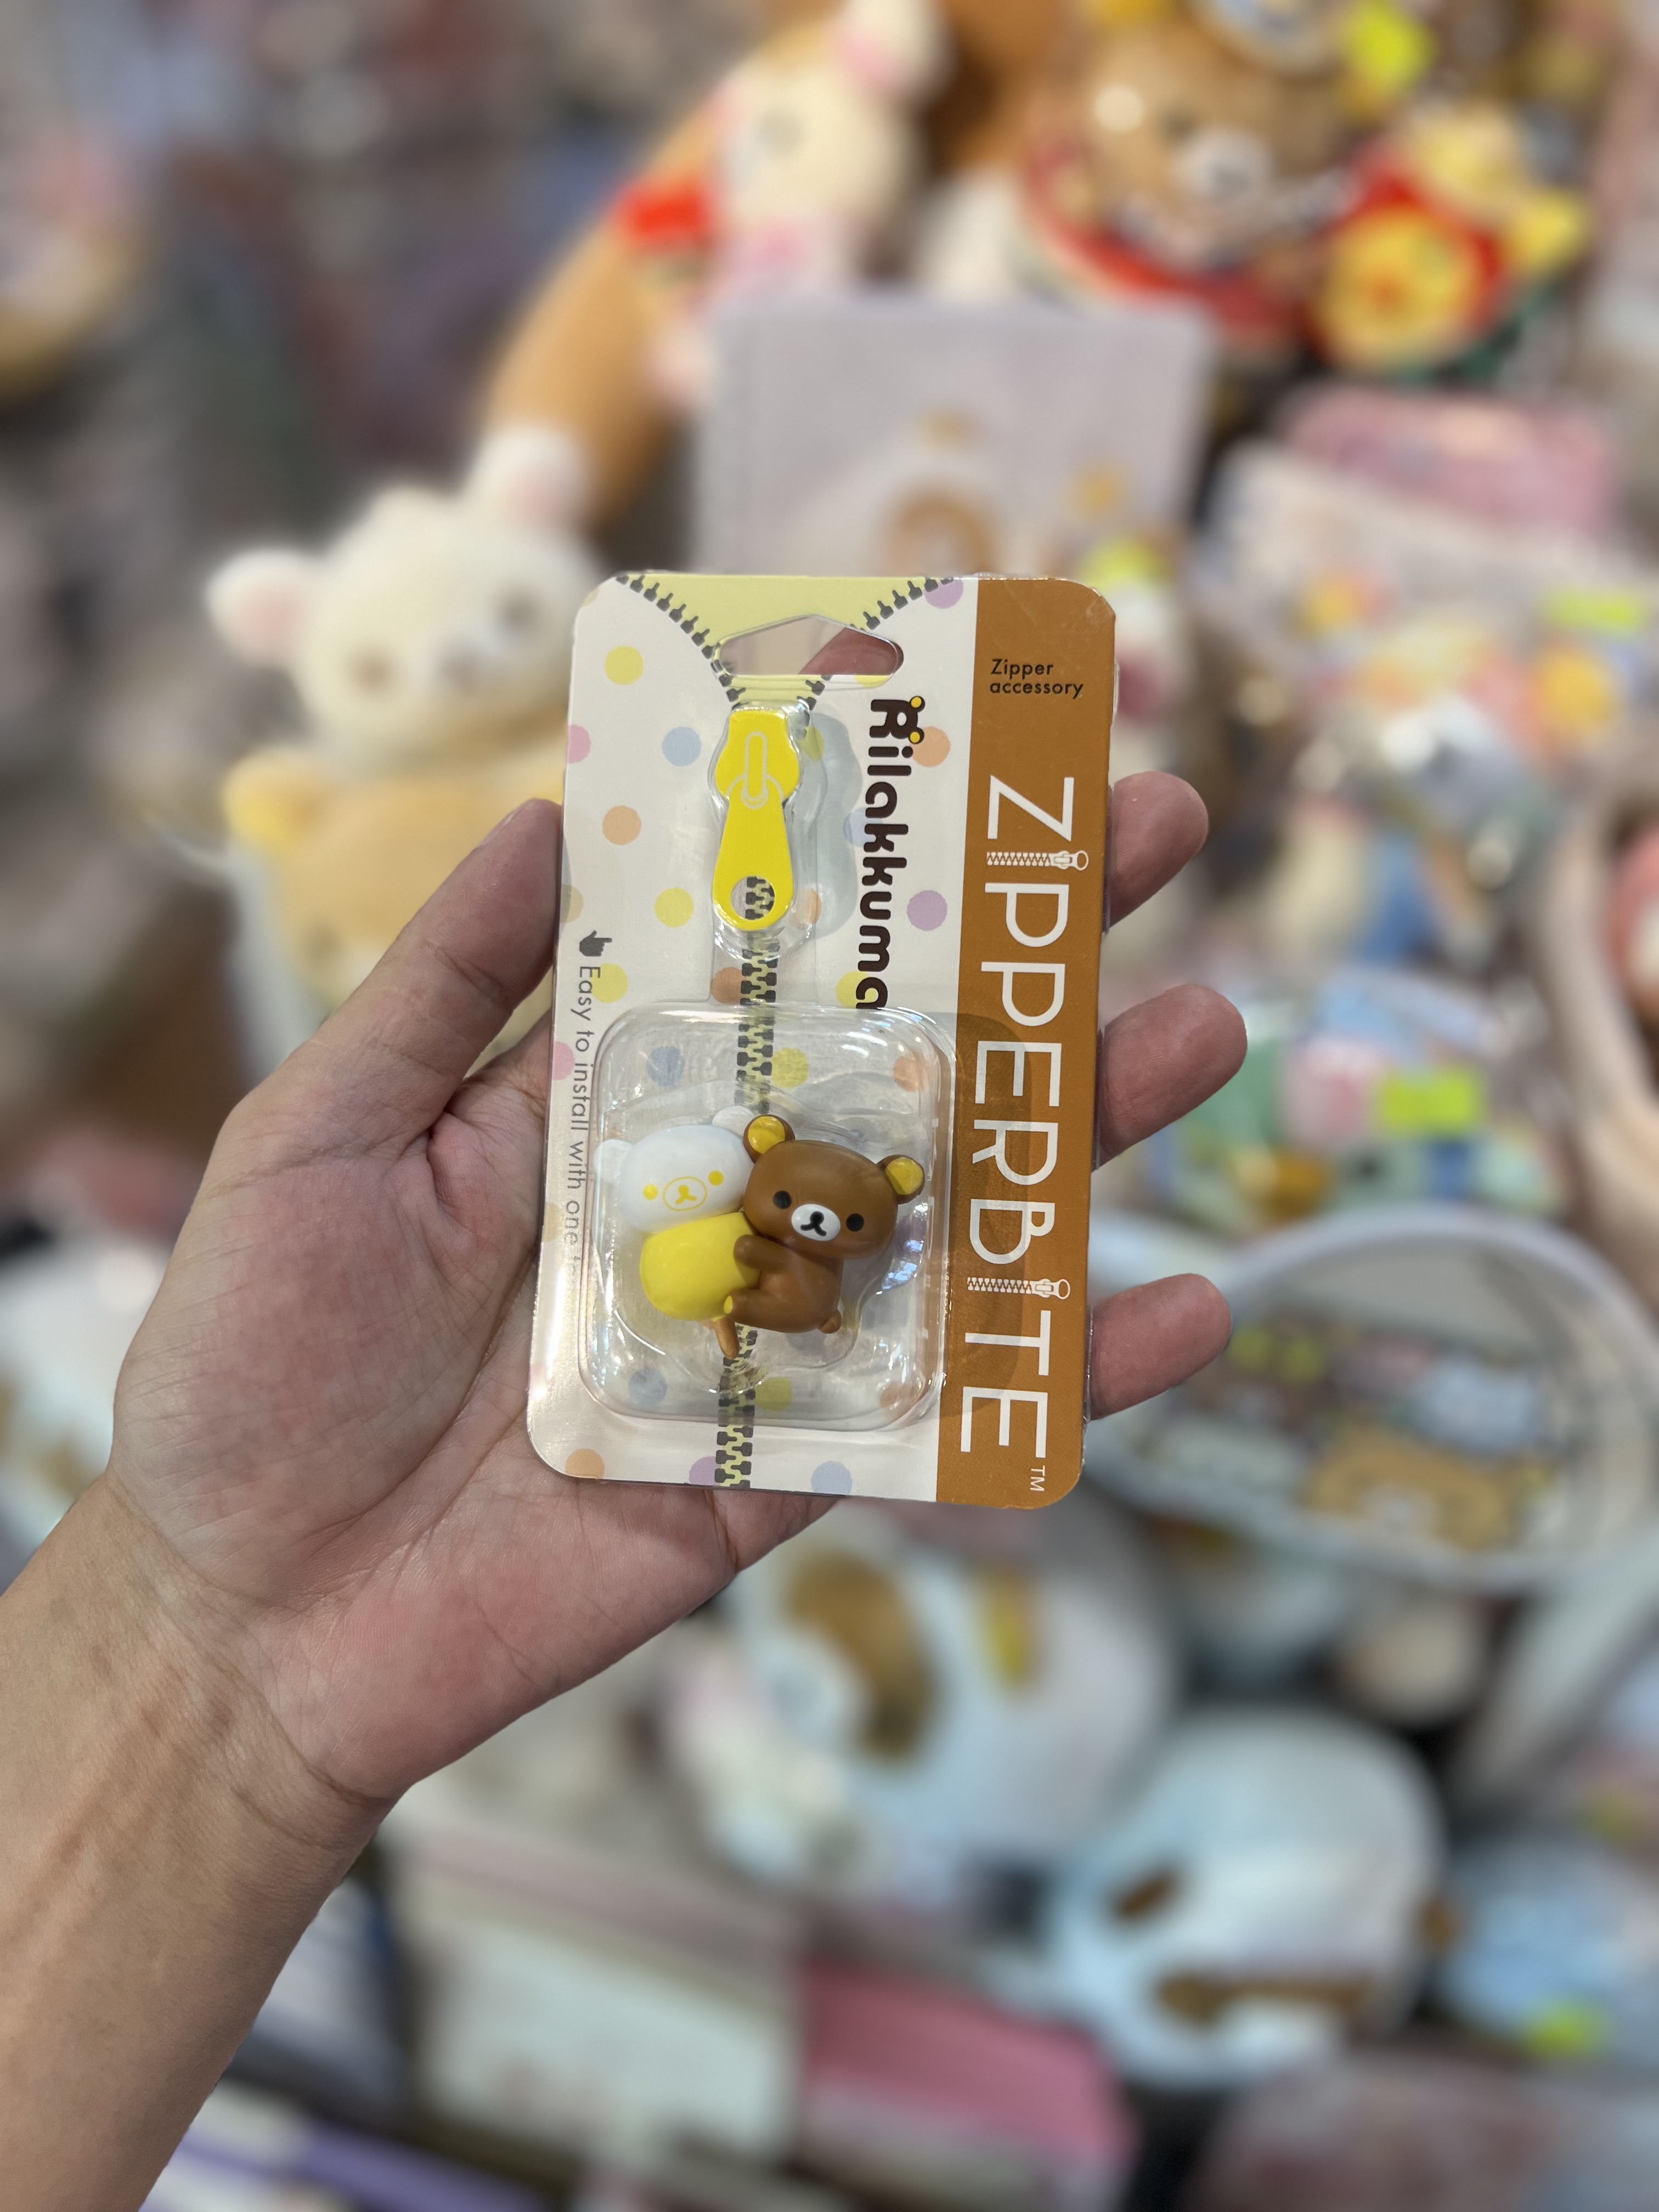 Zipper
accessory
ZIPPERBITE™
Rilakkuma
Easy to install with one